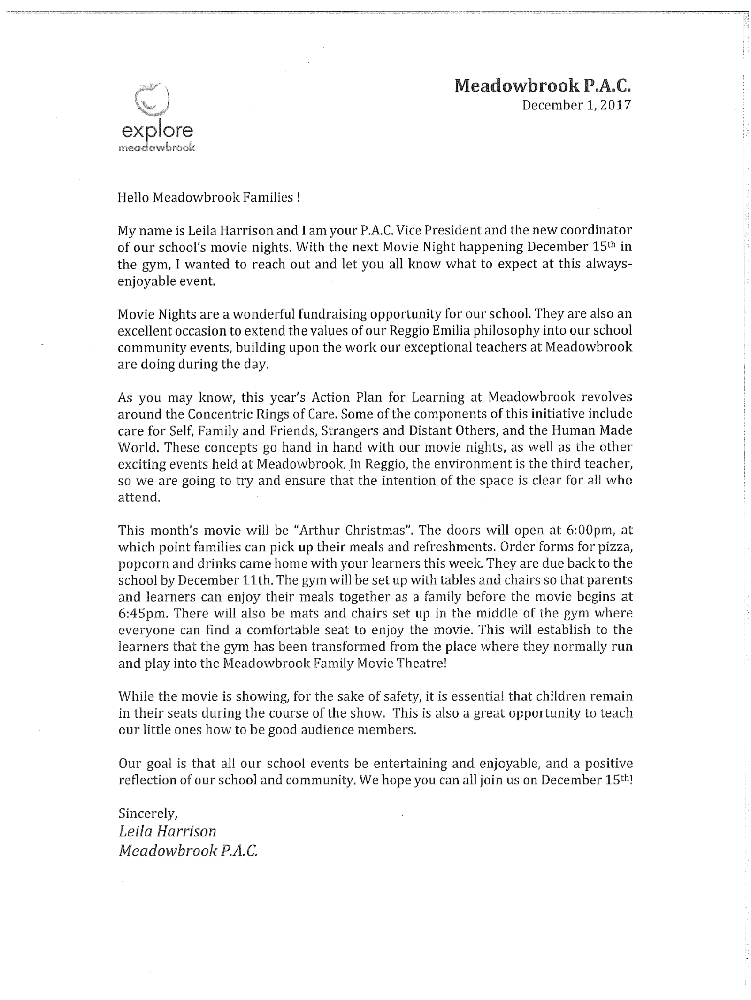 Meadowbrook P.A.C.
December 1, 2017
explore
meadowbrook
Hello Meadowbrook Families !
My name is Leila Harrison and I am your P.A.C. Vice President and the new coordinator
of our school's movie nights. With the next Movie Night happening December 15th in
the gym, I wanted to reach out and let you all know what to expect at this always-
enjoyable event.
Movie Nights are a wonderful fundraising opportunity for our school. They are also an
excellent occasion to extend the values of our Reggio Emilia philosophy into our school
community events, building upon the work our exceptional teachers at Meadowbrook
are doing during the day.
As you may know, this year's Action Plan for Learning at Meadowbrook revolves
around the Concentric Rings of Care. Some of the components of this initiative include
care for Self, Family and Friends, Strangers and Distant Others, and the Human Made
World. These concepts go hand in hand with our movie nights, as well as the other
exciting events held at Meadowbrook. In Reggio, the environment is the third teacher,
so we are going to try and ensure that the intention of the space is clear for all who
attend.
This month's movie will be "Arthur Christmas". The doors will open at 6:00pm, at
which point families can pick up their meals and refreshments. Order forms for pizza,
popcorn and drinks came home with your learners this week. They are due back to the
school by December 11th. The gym will be set up with tables and chairs so that parents
and learners can enjoy their meals together as a family before the movie begins at
6:45pm. There will also be mats and chairs set up in the middle of the gym where
everyone can find a comfortable seat to enjoy the movie. This will establish to the
learners that the gym has been transformed from the place where they normally run
and play into the Meadowbrook Family Movie Theatre!
While the movie is showing, for the sake of safety, it is essential that children remain
in their seats during the course of the show. This is also a great opportunity to teach
our little ones how to be good audience members.
Our goal is that all our school events be entertaining and enjoyable, and a positive
reflection of our school and community. We hope you can all join us on December 15th!
Sincerely,
Leila Harrison
Meadowbrook P.A.C.